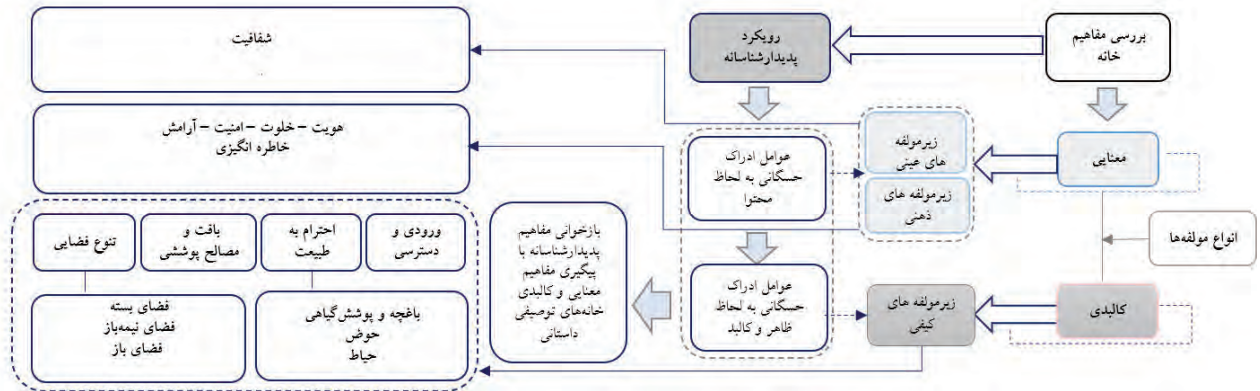 بررسی مفاهیم
خانه
رویکرد
پدیدارشناسانه
شفافیت
هویت – خلوت – امنیت – آرامش
خاطره انگیزی
معنایی
زیرمولفه
های عینی
زیرمولفه های
ذهنی
عوامل ادراک
حسگانی به لحاظ
محتوا
انواع مولفه‌ها
کالبدی
زیرمولفه های
کیفی
عوامل ادراک
حسگانی به لحاظ
ظاهر و کالبد
بازخوانی مفاهیم
پدیدارشناسانه با
پیگیری مفاهیم
معنایی و کالبدی
خانه‌های توصیفی
داستانی
ورودی و
دسترسی
احترام به
طبیعت
بافت و
مصالح پوششی
تنوع فضایی
باغچه و پوشش‌گیاهی
حوض
حیاط
فضای بسته
فضای نیمه‌باز
فضای باز